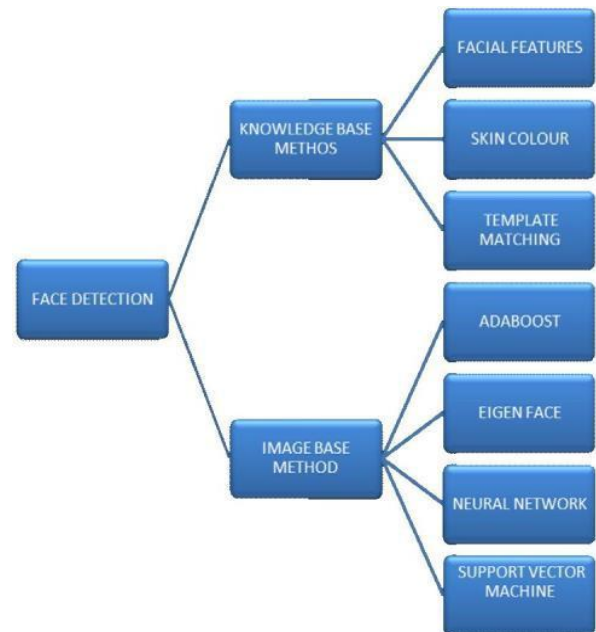 FACE DETECTION
KNOWLEDGE BASE
METHOS
FACIAL FEATURES
SKIN COLOUR
TEMPLATE
MATCHING
IMAGE BASE
METHOD
ADABOOST
EIGEN FACE
NEURAL NETWORK
SUPPORT VECTOR
MACHINE